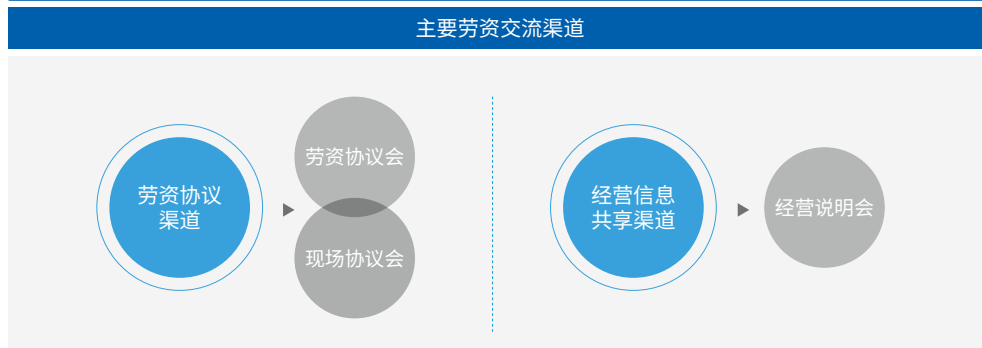 主要劳资交流渠道
劳资协议
渠道
劳资协议会
现场协议会
经营信息
共享渠道
经营说明会